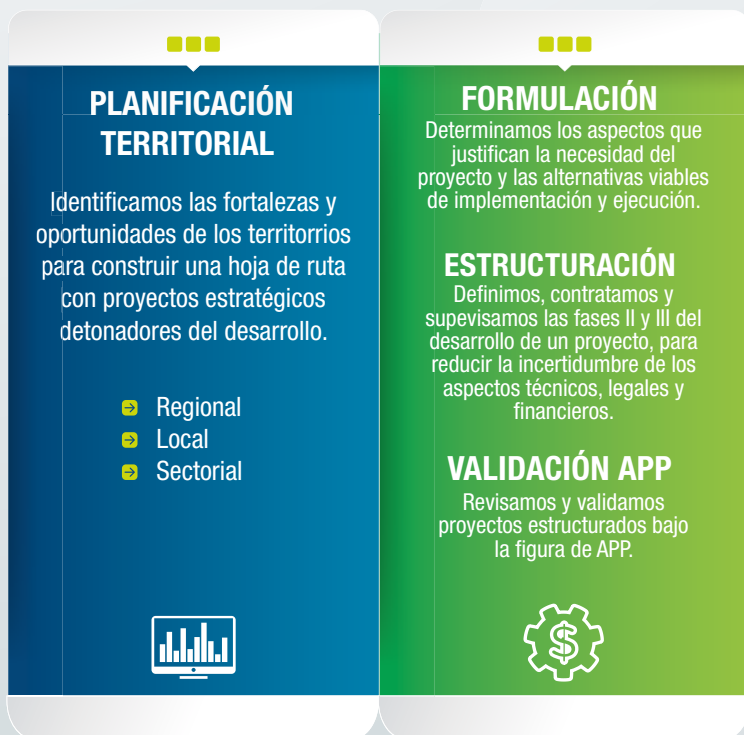 PLANIFICACIÓN
TERRITORIAL
Identificamos las fortalezas y
oportunidades de los territorrios
para construir una hoja de ruta
con proyectos estratégicos
detonadores del desarrollo.
Regional
Local
Sectorial
FORMULACIÓN
Determinamos los aspectos que
justifican la necesidad del
proyecto y las alternativas viables
de implementación y ejecución.
ESTRUCTURACIÓN
Definimos, contratamos y
supevisamos las fases II y III del
desarrollo de un proyecto, para
reducir la incertidumbre de los
aspectos técnicos, legales y
financieros.
VALIDACIÓN APP
Revisamos y validamos
proyectos estructurados bajo
la figura de APP.
$